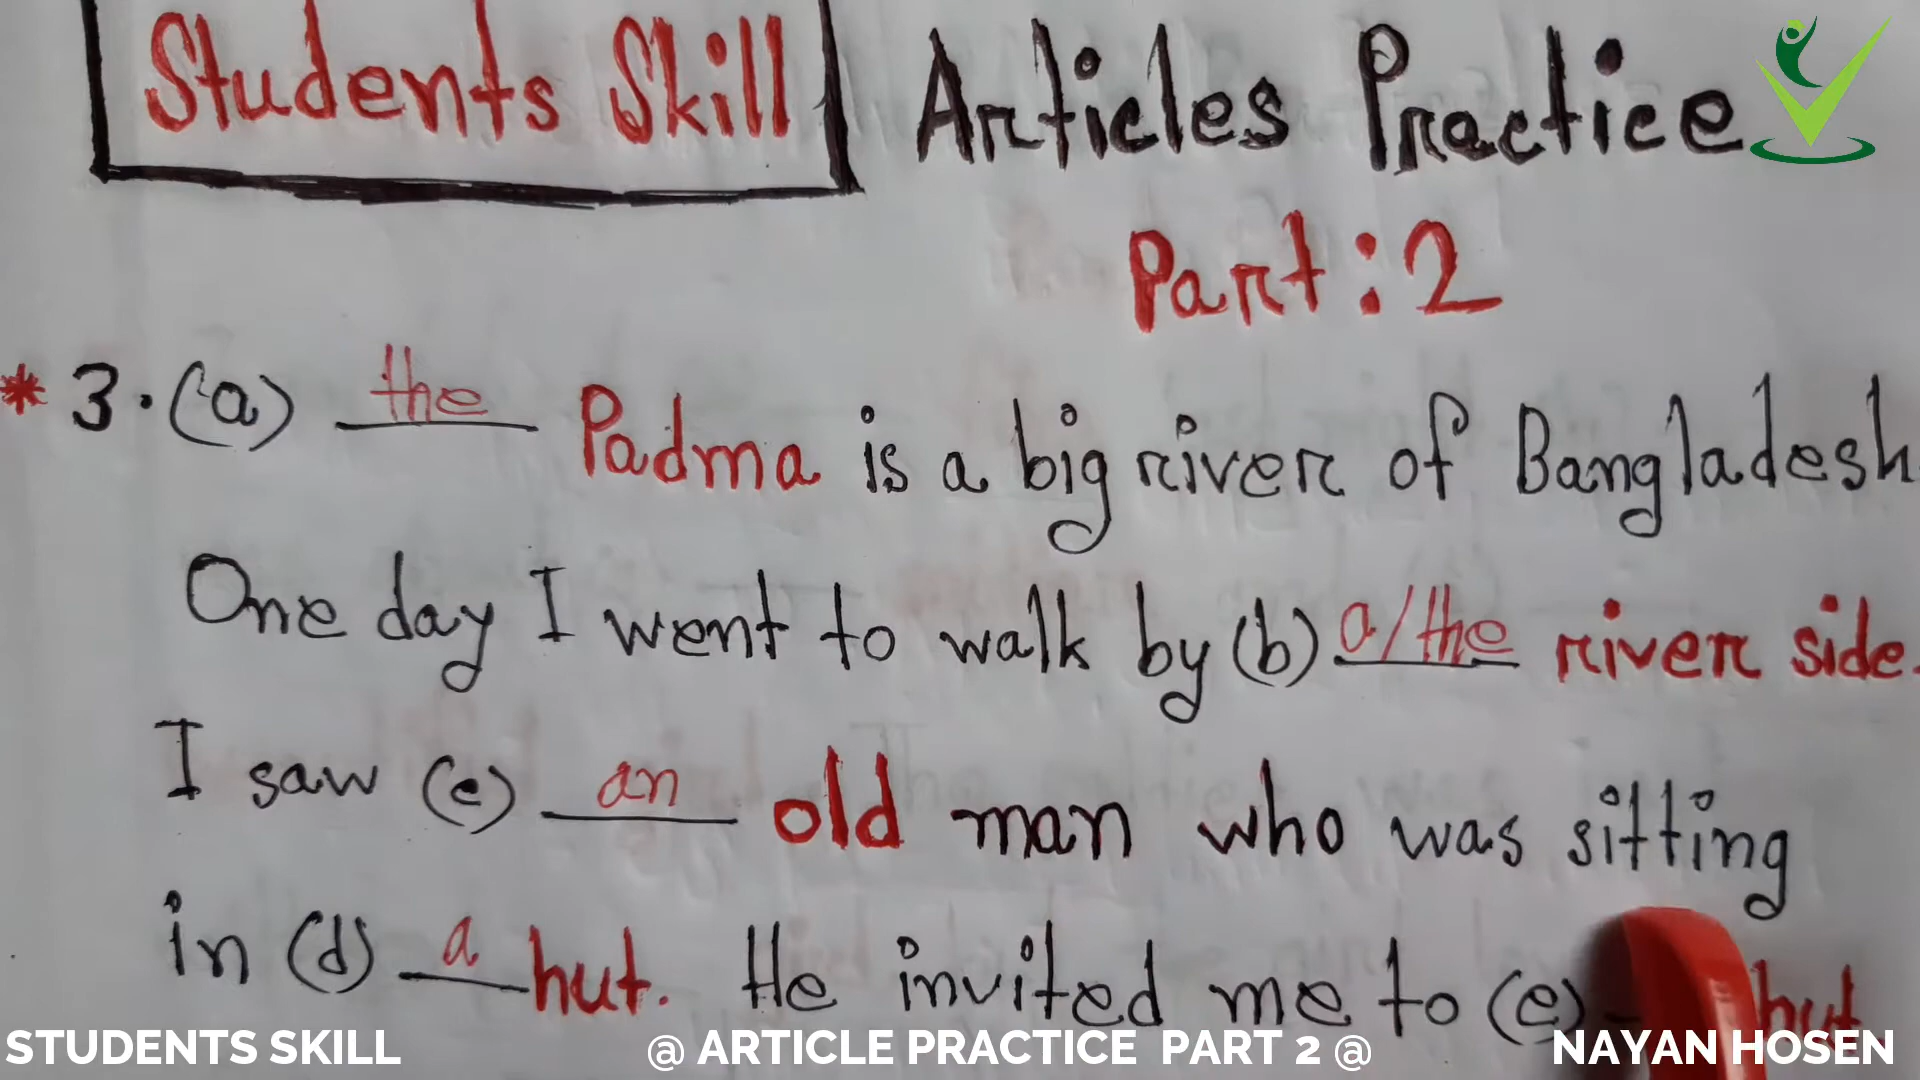 Students Skill
Articles Practice
Part:2
* 3. (a) the Padma is a big river of Bangladesh.
One day I went to walk by (b) a/the river side.
I saw (c) an old man who was sitting
in (d) a hut. He invited me to (e) hut
STUDENTS SKILL @ ARTICLE PRACTICE PART 2 @ NAYAN HOSEN